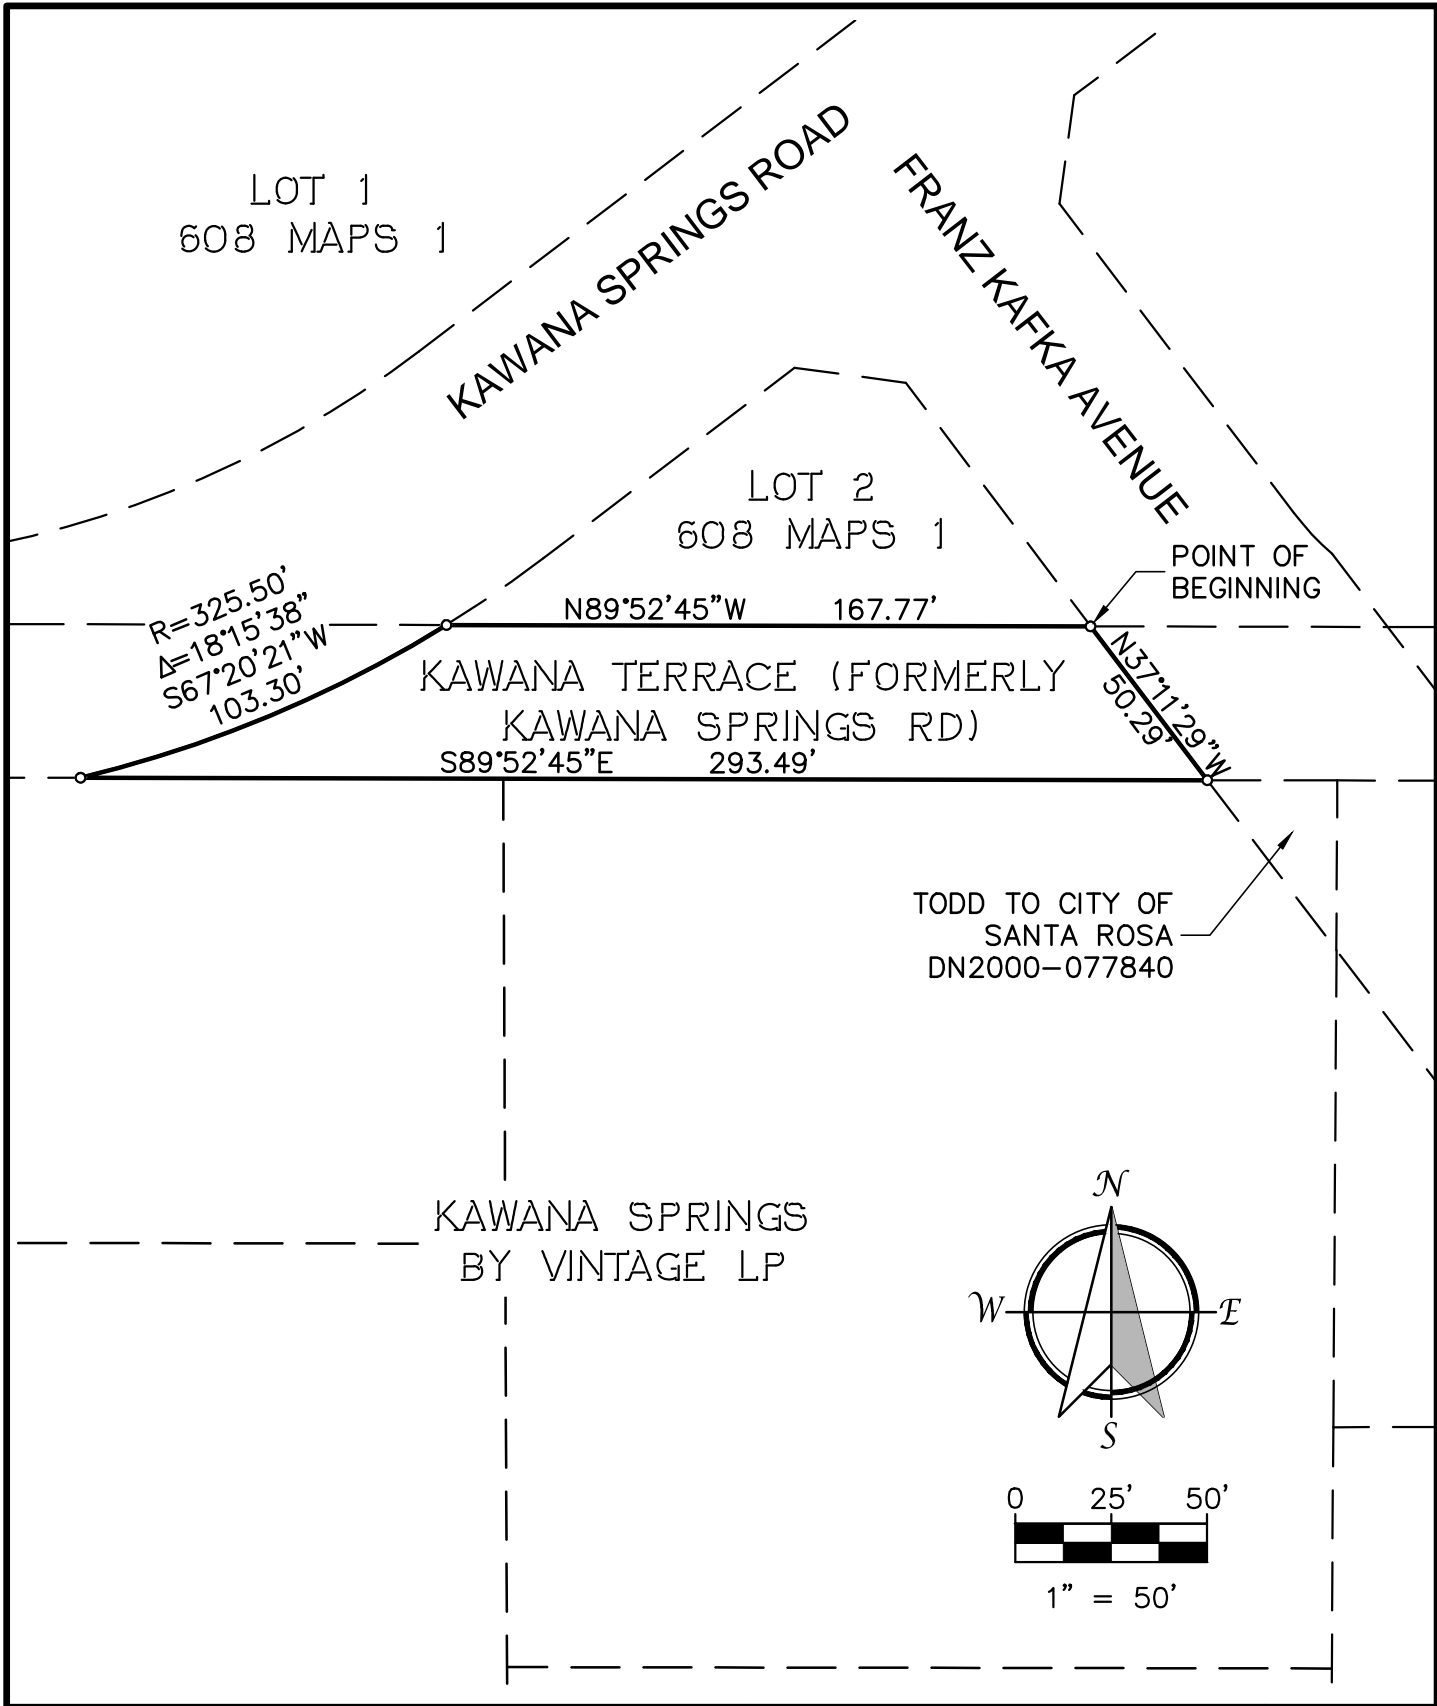 LOT 1
608 MAPS 1
KAWANA SPRINGS ROAD
FRANZ KAFKA AVENUE
LOT 2
608 MAPS 1
POINT OF
BEGINNING
R=325.50'
Δ=18°15'38"
S67°20'21"W
103.30'
N89°52'45"W 167.77'
N37°11'29"W
50.29'
KAWANA TERRACE (FORMERLY
KAWANA SPRINGS RD)
S89°52'45"E 293.49'
TODD TO CITY OF
SANTA ROSA
DN2000-077840
KAWANA SPRINGS
BY VINTAGE LP
N
W E
S
0 25' 50'
1" = 50'